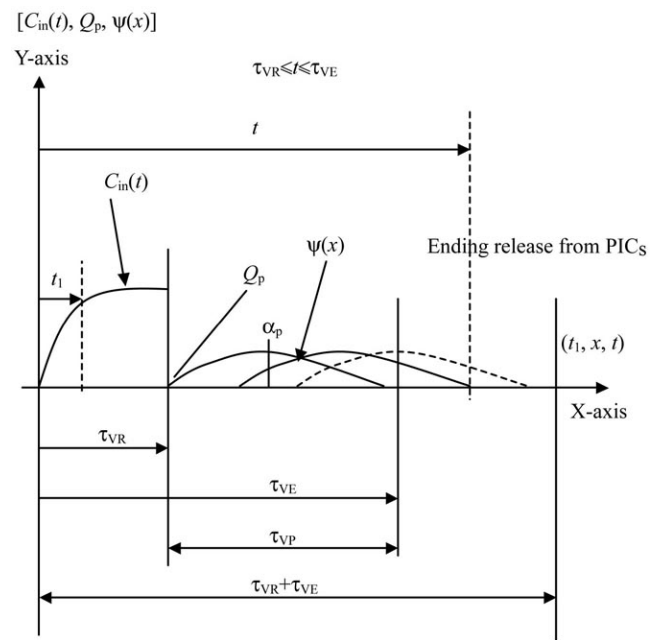 [C_in(t), Q_p, ψ(x)]
Y-axis
τ_VR⩽t⩽τ_VE
t
C_in(t)
ψ(x)
Ending release from PICs
t_1
Q_p
α_p
(t_1, x, t)
X-axis
τ_VR
τ_VE
τ_VP
τ_VR+τ_VE